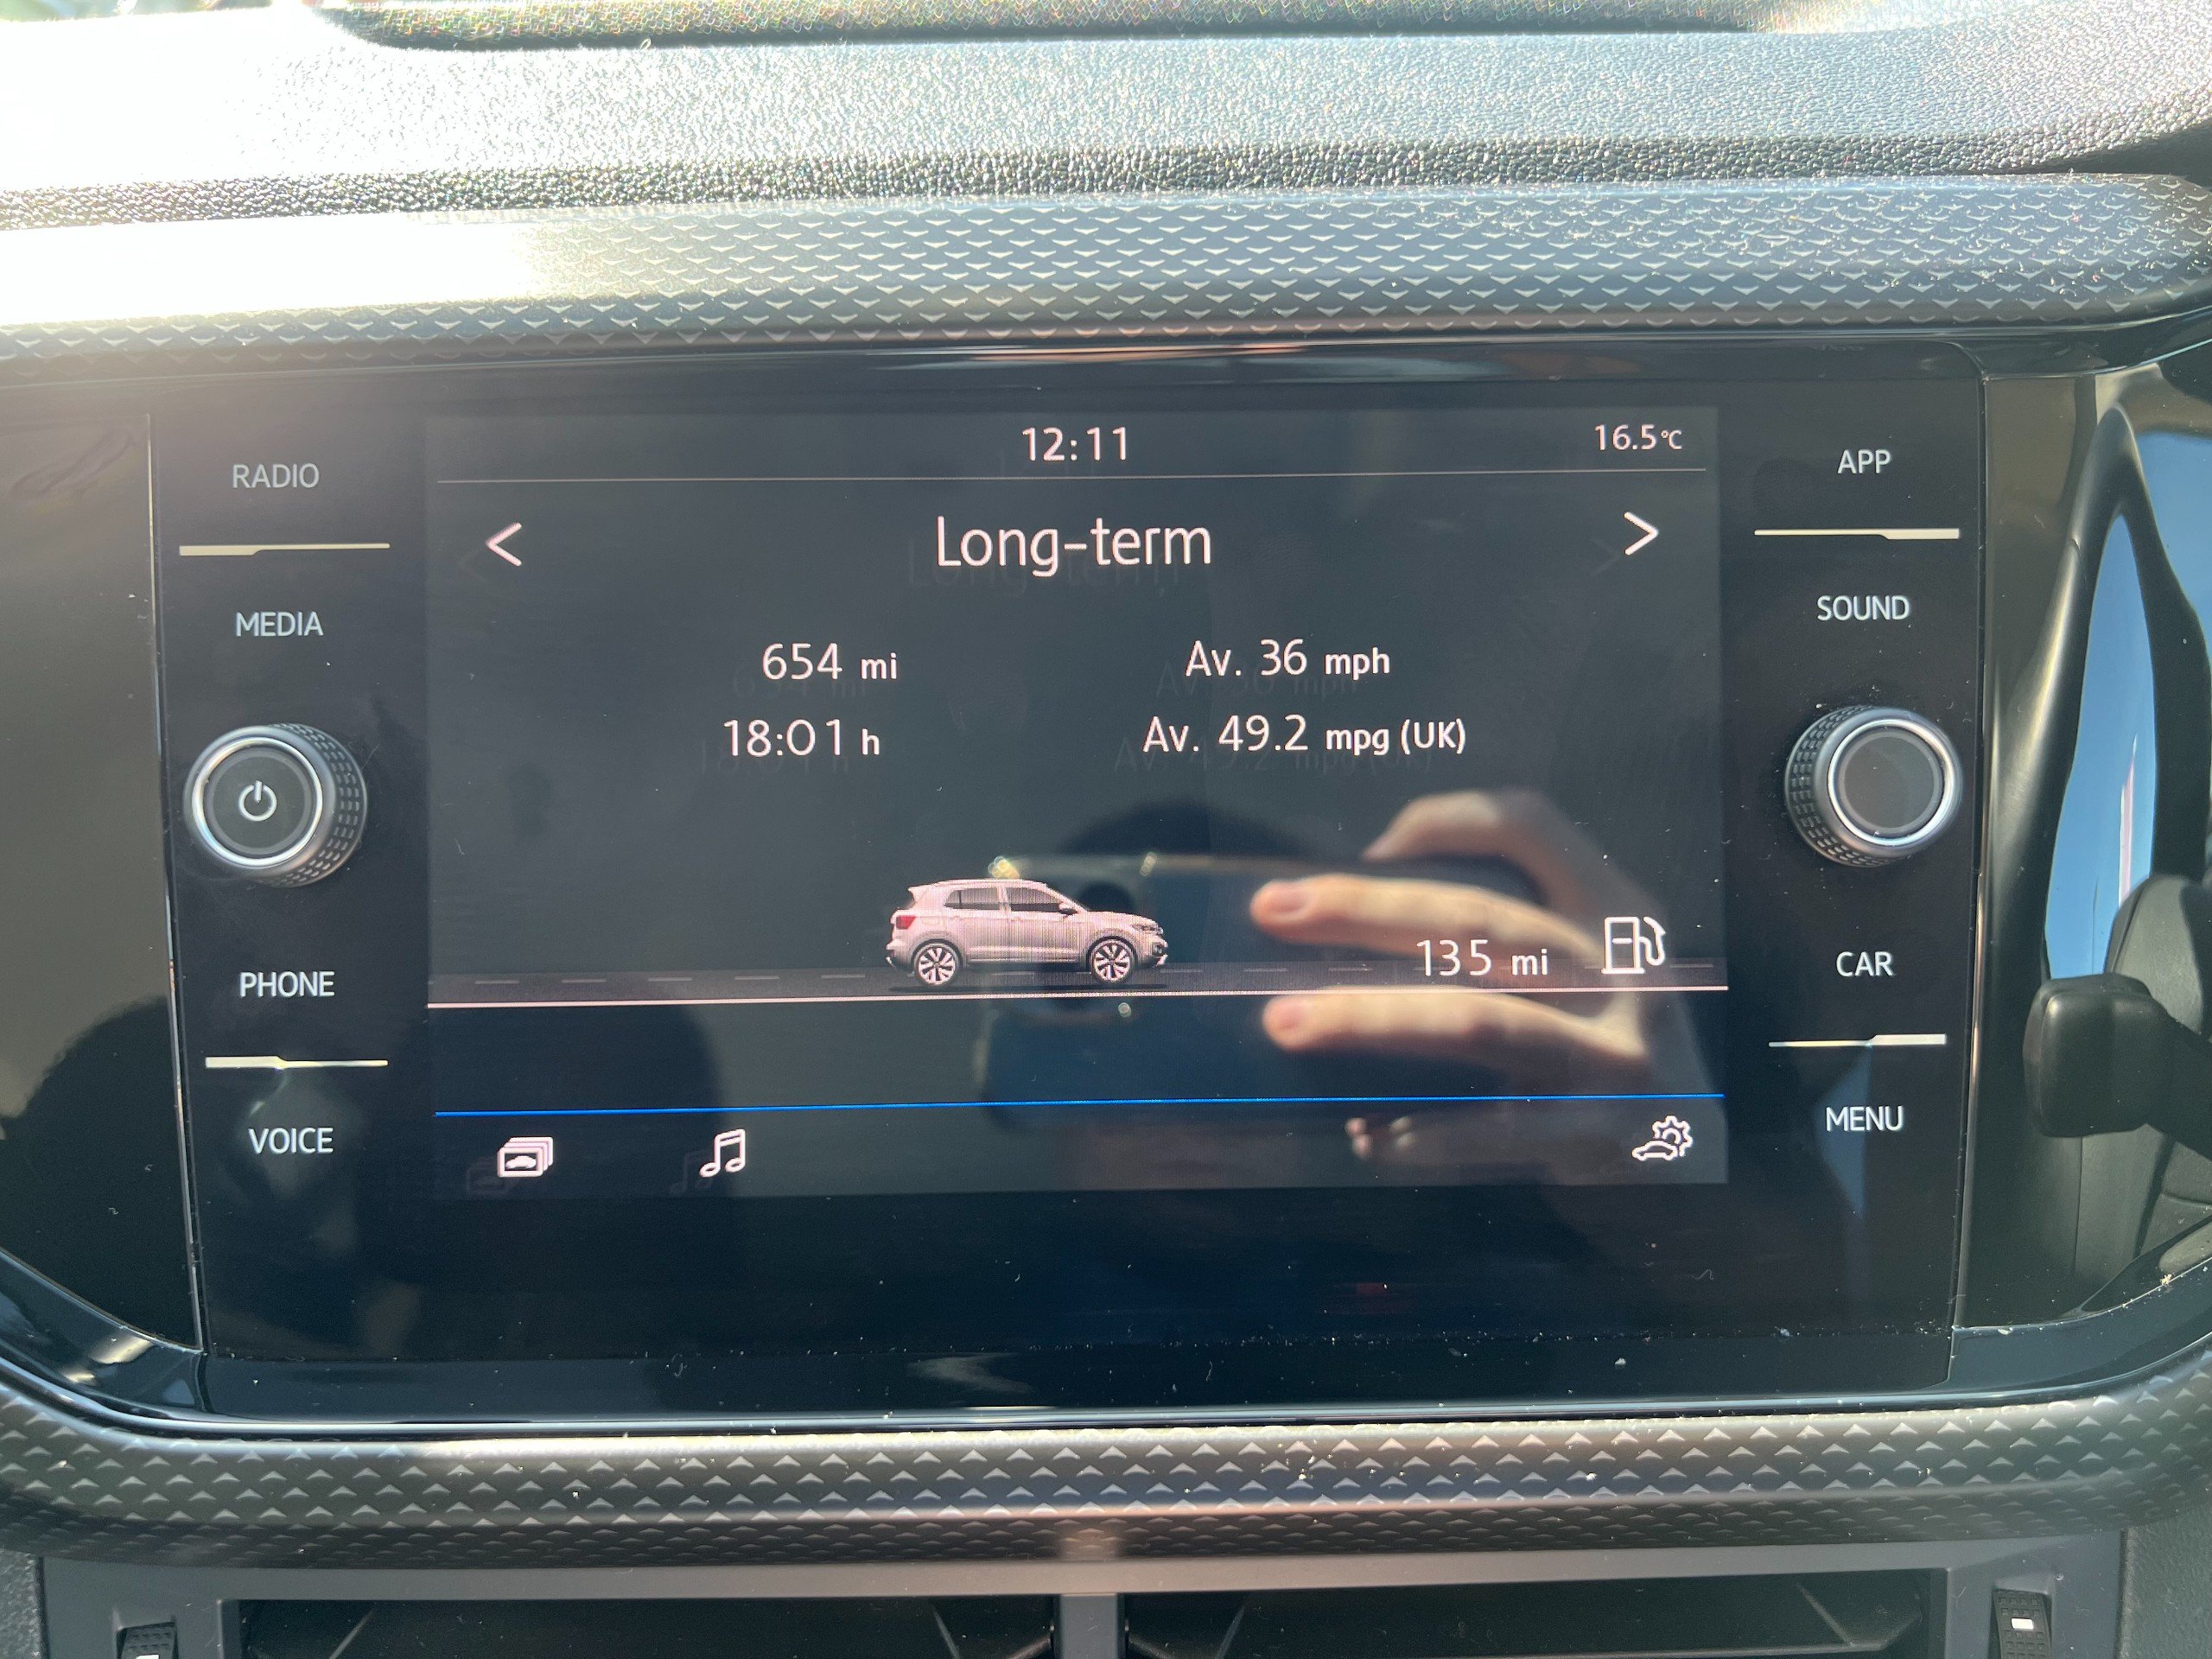 12:11
16.5°C
RADIO
APP
< Long-term >
MEDIA
SOUND
654 mi
Av. 36 mph
18:01 h
Av. 49.2 mpg (UK)
135 mi
PHONE
CAR
VOICE
MENU